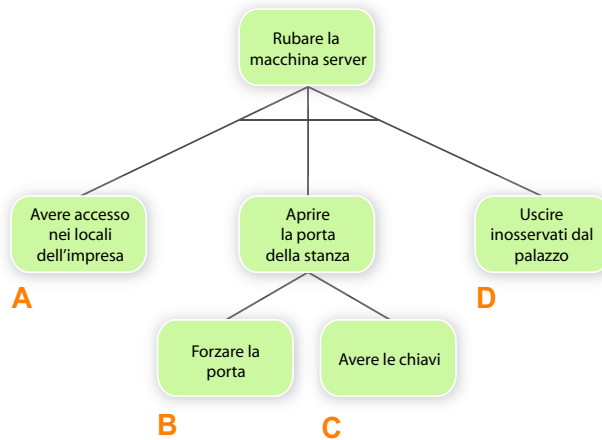 Rubare la
macchina server
Avere accesso
nei locali
dell'impresa
Aprire
la porta
della stanza
Uscire
inosservati dal
palazzo
A
D
Forzare la
porta
Avere le chiavi
B
C